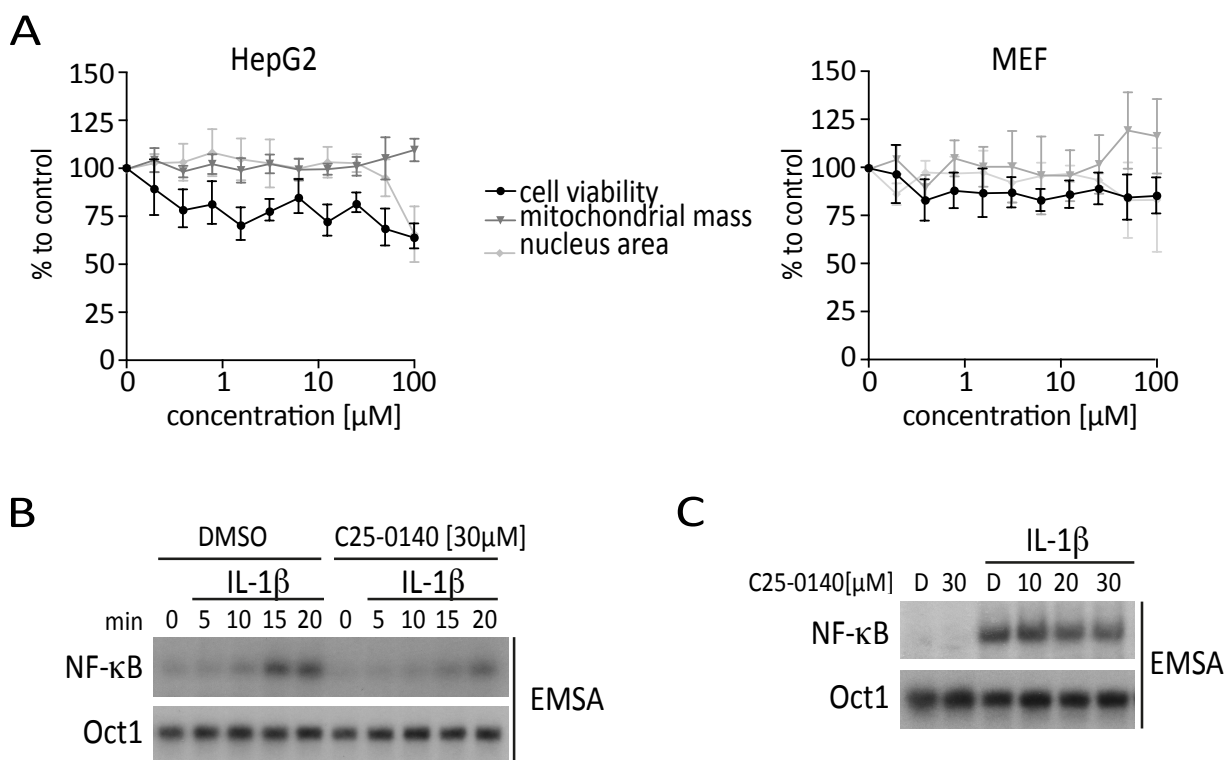 A
HepG2
MEF
150
125
100
75
50
25
0
% to control
0 1 10 100
concentration [µM]
cell viability
mitochondrial mass
nucleus area
150
125
100
75
50
25
0
% to control
0 1 10 100
concentration [µM]
B
DMSO C25-0140 [30µM]
IL-1β IL-1β
min 0 5 10 15 20 0 5 10 15 20
NF-κB
Oct1
EMSA
C
IL-1β
C25-0140[µM] D 30 D 10 20 30
NF-κB
Oct1
EMSA